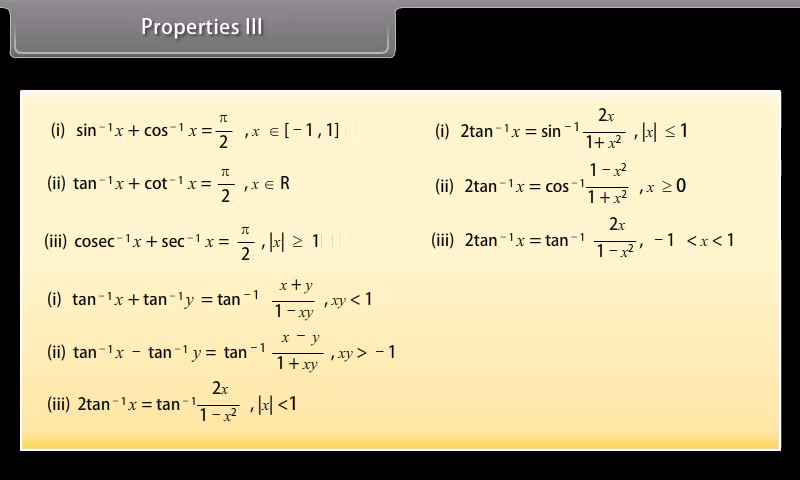 Properties III
(i) sin⁻¹x + cos⁻¹x = π/2 , x ∈ [−1 , 1]
(ii) tan⁻¹x + cot⁻¹x = π/2 , x ∈ R
(iii) cosec⁻¹x + sec⁻¹x = π/2 , |x| ≥ 1
(i) tan⁻¹x + tan⁻¹y = tan⁻¹ (x + y)/(1 − xy) , xy < 1
(ii) tan⁻¹x − tan⁻¹y = tan⁻¹ (x − y)/(1 + xy) , xy > −1
(iii) 2tan⁻¹x = tan⁻¹ 2x/(1 − x²) , |x| < 1
(i) 2tan⁻¹x = sin⁻¹ 2x/(1 + x²) , |x| ≤ 1
(ii) 2tan⁻¹x = cos⁻¹ (1 − x²)/(1 + x²) , x ≥ 0
(iii) 2tan⁻¹x = tan⁻¹ 2x/(1 − x²) , −1 < x < 1